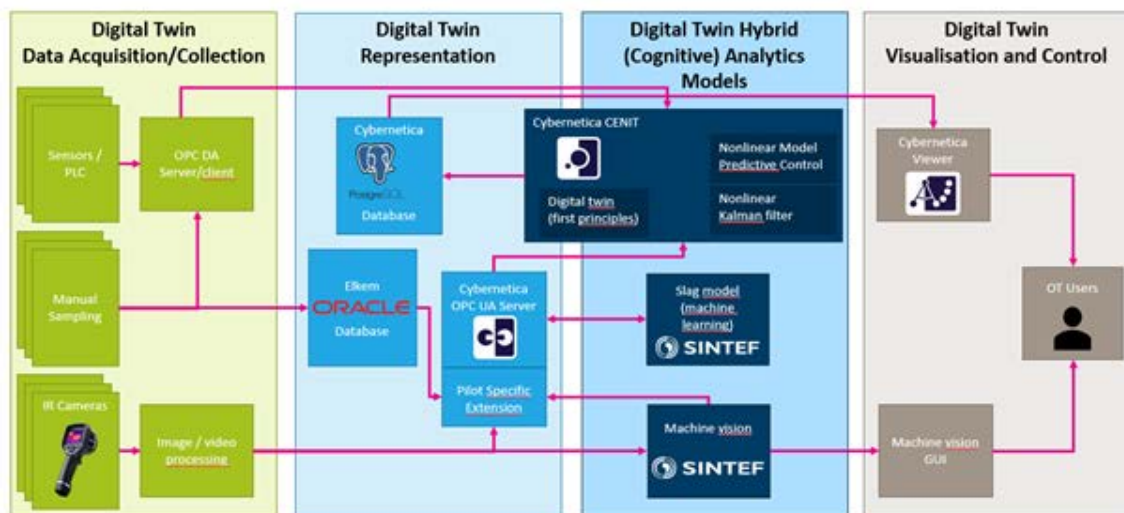 Digital Twin
Data Acquisition/Collection
Digital Twin
Representation
Digital Twin Hybrid
(Cognitive) Analytics
Models
Digital Twin
Visualisation and Control
Sensors /
PLC
OPC DA
Server/client
Manual
Sampling
IR Cameras
Image / video
processing
Cybernetica
PostgreSQL
Database
Elkem
ORACLE
Database
Cybernetica
OPC UA Server
Pilot Specific
Extension
Cybernetica CENIT
Digital twin
(first principles)
Nonlinear Model
Predictive Control
Nonlinear
Kalman filter
Slag model
(machine
learning)
SINTEF
Machine vision
SINTEF
Cybernetica
Viewer
OT Users
Machine vision
GUI